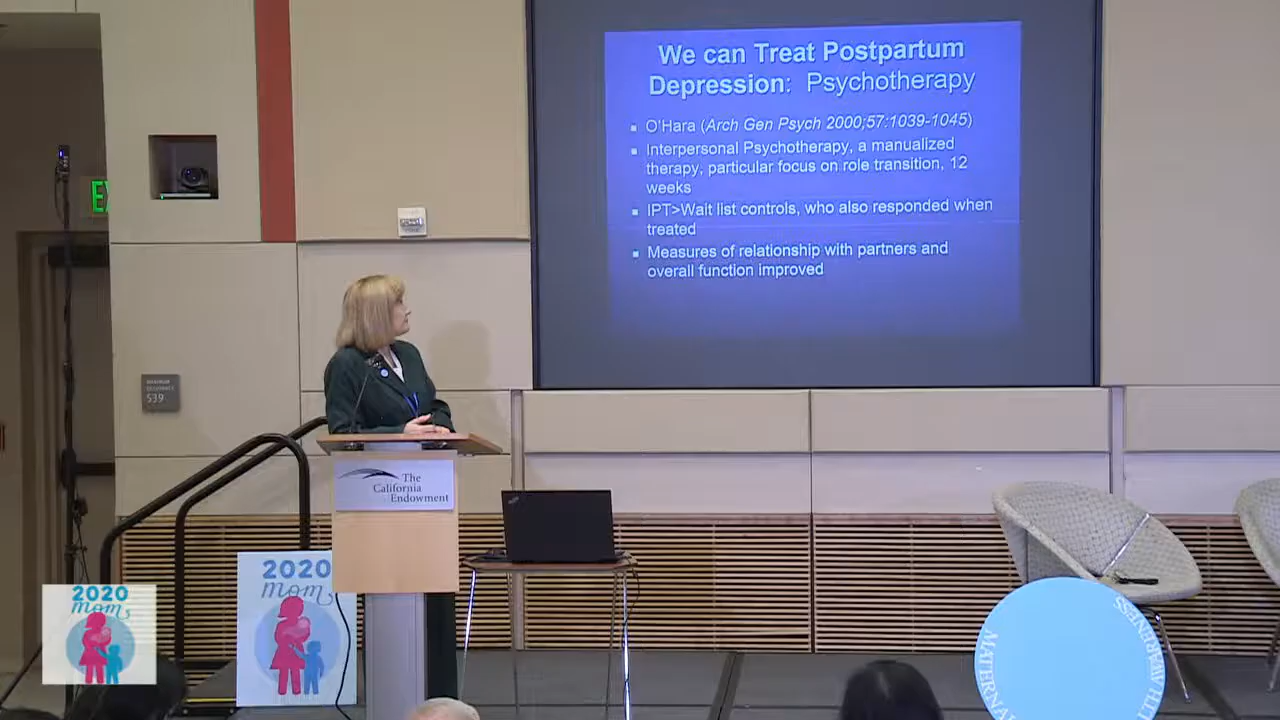 We can Treat Postpartum
Depression: Psychotherapy
O'Hara (Arch Gen Psych 2000;57:1039-1045)
Interpersonal Psychotherapy, a manualized
therapy, particular focus on role transition, 12
weeks
IPT>Wait list controls, who also responded when
treated
Measures of relationship with partners and
overall function improved
EX
539
The
California
Endowment
2020
mom
2020
mom